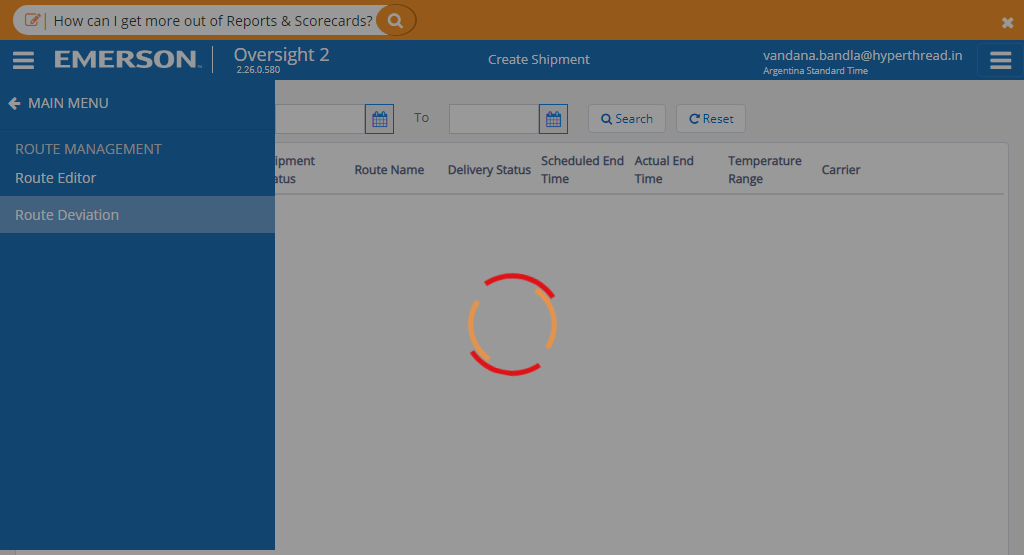 How can I get more out of Reports & Scorecards?
EMERSON™
Oversight 2
2.26.0.580
Create Shipment
vandana.bandla@hyperthread.in
Argentina Standard Time
MAIN MENU
ROUTE MANAGEMENT
Route Editor
Route Deviation
To
Search
Reset
ipment
atus
Route Name
Delivery Status
Scheduled End
Time
Actual End
Time
Temperature
Range
Carrier